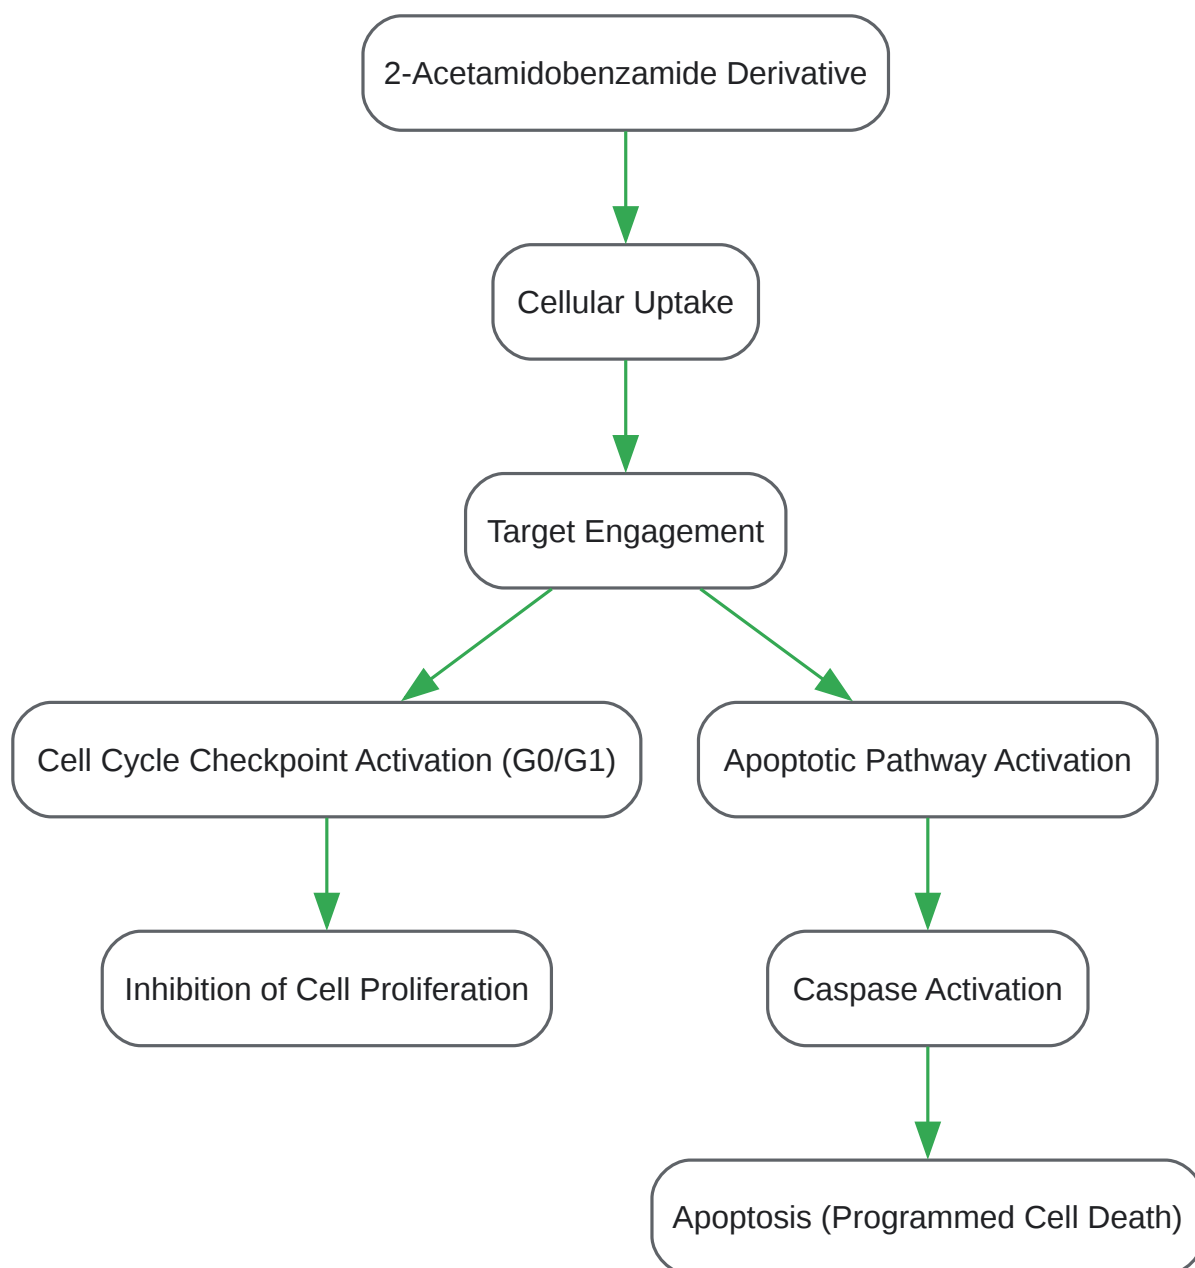 2-Acetamidobenzamide Derivative
Cellular Uptake
Target Engagement
Cell Cycle Checkpoint Activation (G0/G1)
Apoptotic Pathway Activation
Inhibition of Cell Proliferation
Caspase Activation
Apoptosis (Programmed Cell Death)